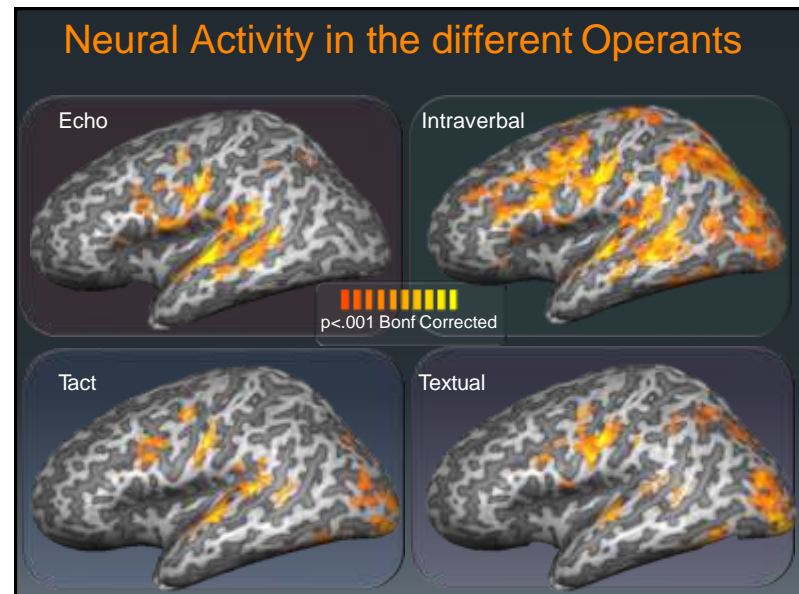 Neural Activity in the different Operants
Echo
Intraverbal
p<.001 Bonf Corrected
Tact
Textual